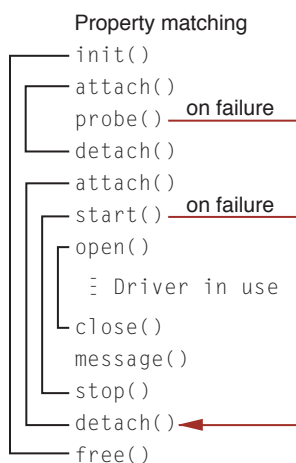 Property matching
init()
attach()
probe() on failure
detach()
attach()
start() on failure
open()
⋮ Driver in use
close()
message()
stop()
detach()
free()